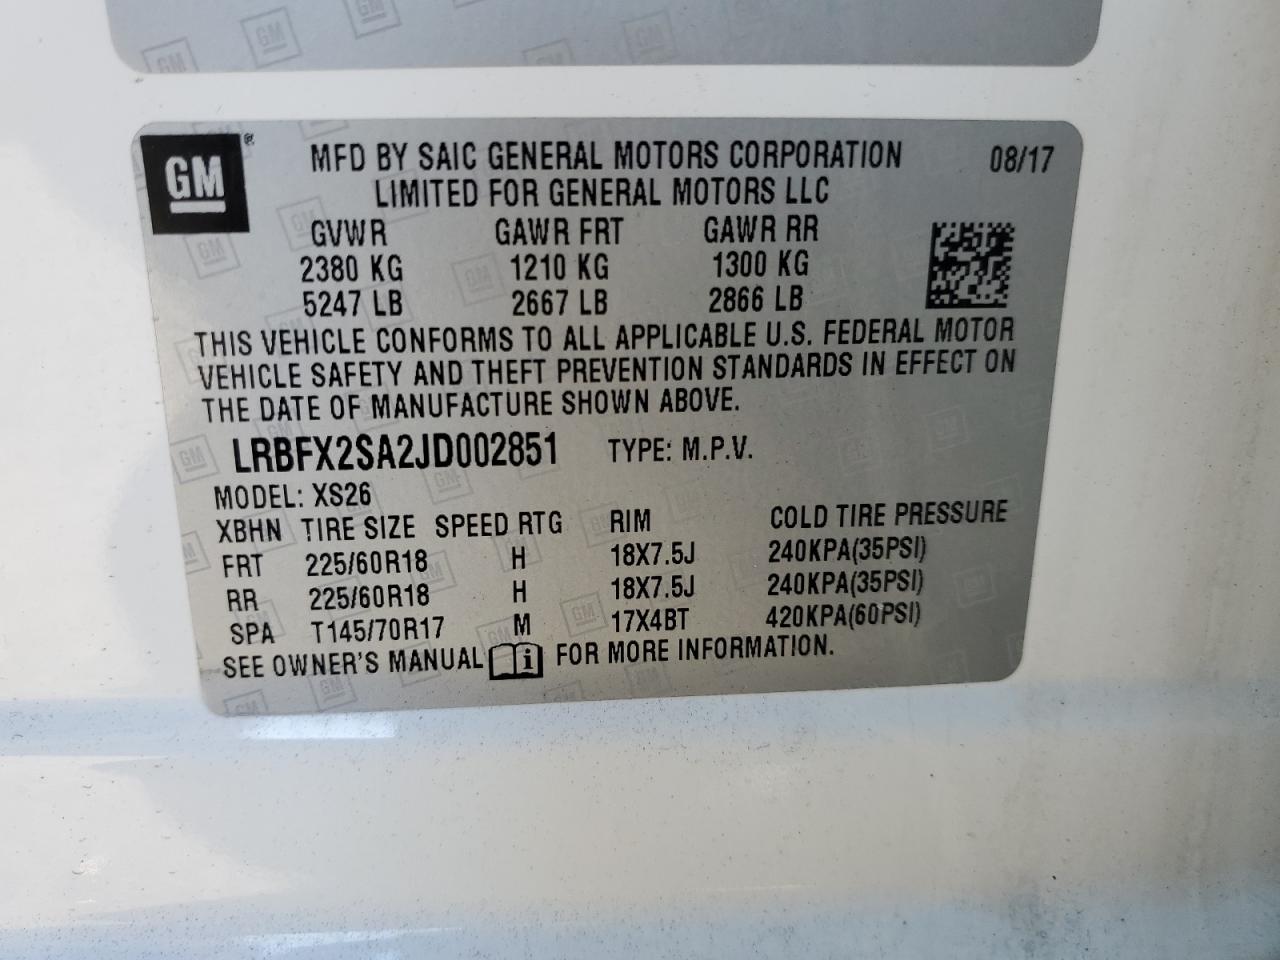 GM
MFD BY SAIC GENERAL MOTORS CORPORATION 08/17
LIMITED FOR GENERAL MOTORS LLC
GVWR GAWR FRT GAWR RR
2380 KG 1210 KG 1300 KG
5247 LB 2667 LB 2866 LB
THIS VEHICLE CONFORMS TO ALL APPLICABLE U.S. FEDERAL MOTOR
VEHICLE SAFETY AND THEFT PREVENTION STANDARDS IN EFFECT ON
THE DATE OF MANUFACTURE SHOWN ABOVE.
LRBFX2SA2JD002851 TYPE: M.P.V.
MODEL: XS26
XBHN TIRE SIZE SPEED RTG RIM COLD TIRE PRESSURE
FRT 225/60R18 H 18X7.5J 240KPA(35PSI)
RR 225/60R18 H 18X7.5J 240KPA(35PSI)
SPA T145/70R17 M 17X4BT 420KPA(60PSI)
SEE OWNER'S MANUAL i FOR MORE INFORMATION.